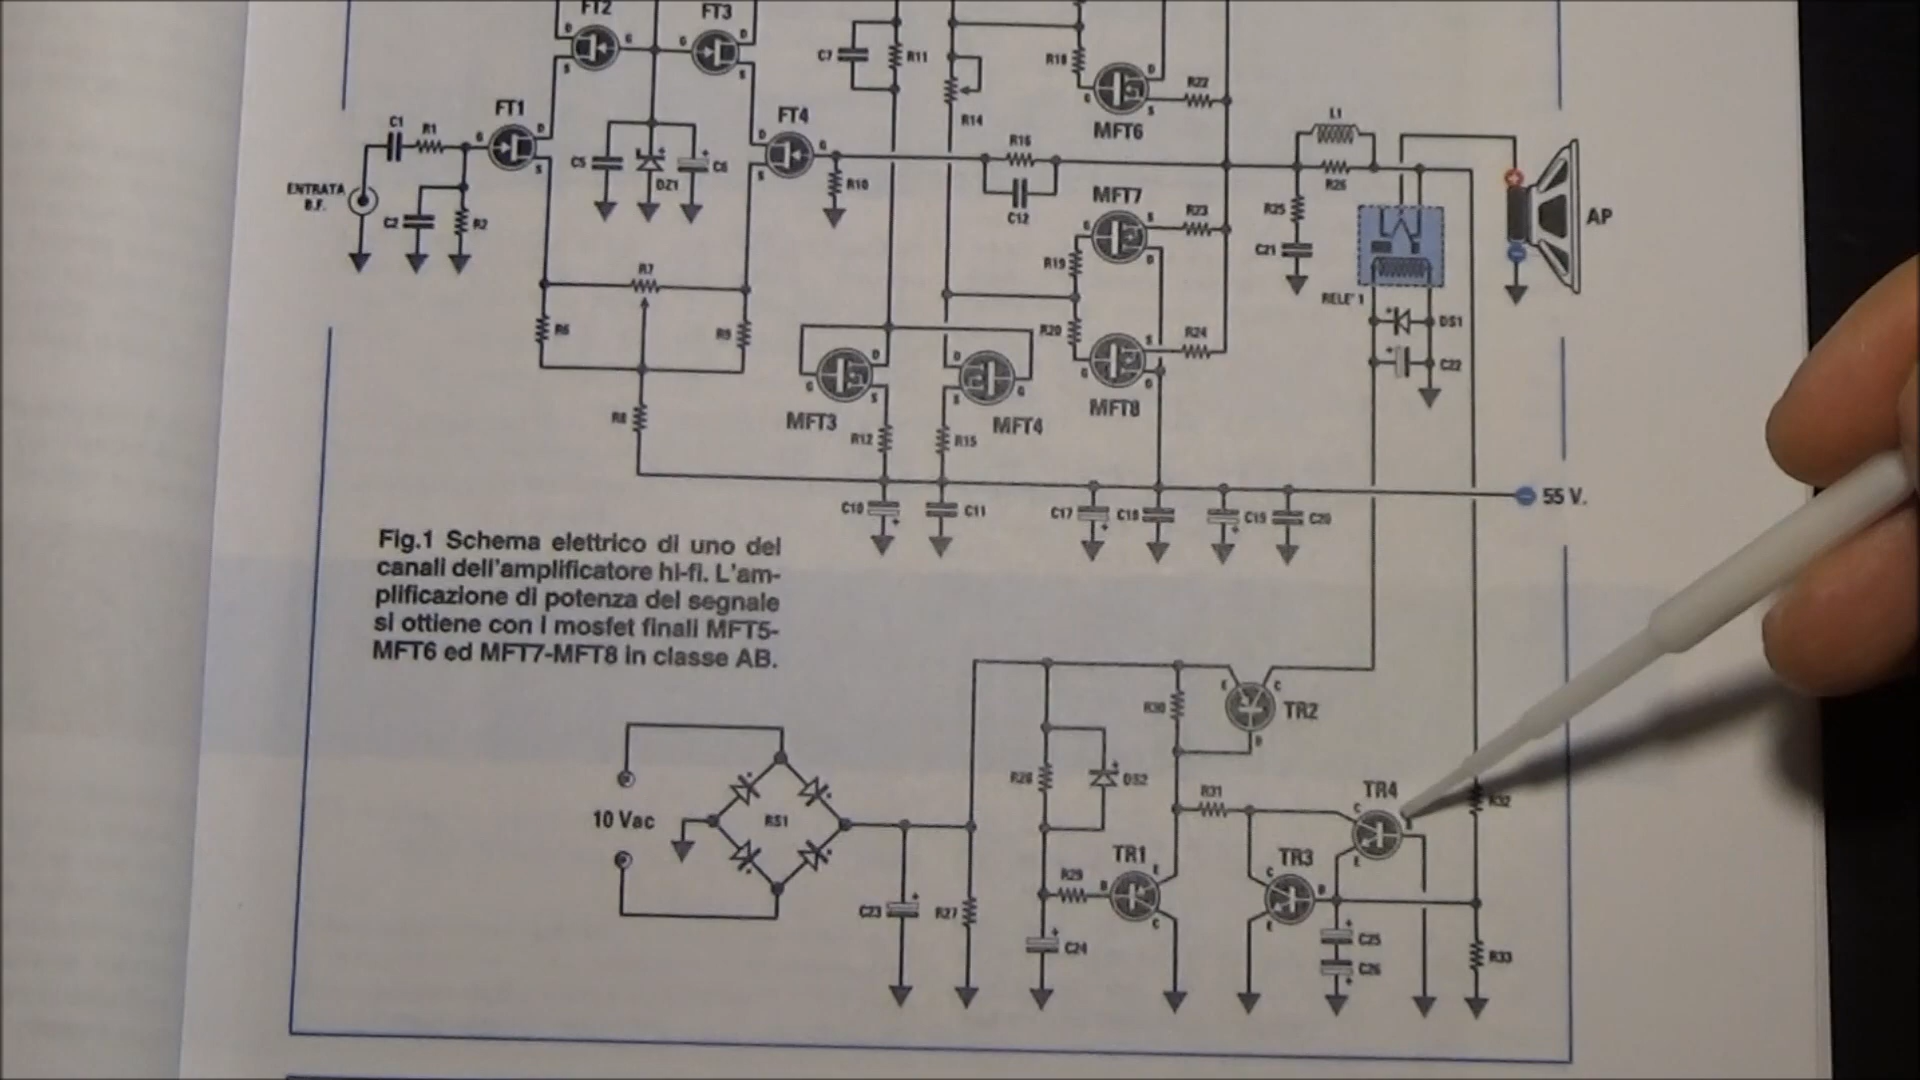 FT2
FT3
D
G
G
D
S
S
C7
R11
R18
D
R22
G
S
MFT6
R14
L1
FT1
FT4
C1
R1
G
D
S
D
G
S
C5
DZ1
C6
R10
R16
C12
R26
ENTRATA
B.F.
C2
R2
MFT7
G
S
D
R23
R25
C21
AP
R19
RELE' 1
R7
R6
R9
R20
R24
DS1
C22
D
G
S
D
G
S
G
S
D
MFT3
MFT4
MFT8
R8
R12
R15
C10
C11
C17
C18
C19
C20
55 V.
Fig.1 Schema elettrico di uno dei
canali dell'amplificatore hi-fi. L'am-
plificazione di potenza del segnale
si ottiene con i mosfet finali MFT5-
MFT6 ed MFT7-MFT8 in classe AB.
E
C
B
TR2
R30
10 Vac
RS1
R28
DS2
R31
TR4
C
E
R32
TR1
R29
B
E
C
TR3
C
B
E
C23
R27
C24
C25
C26
R33